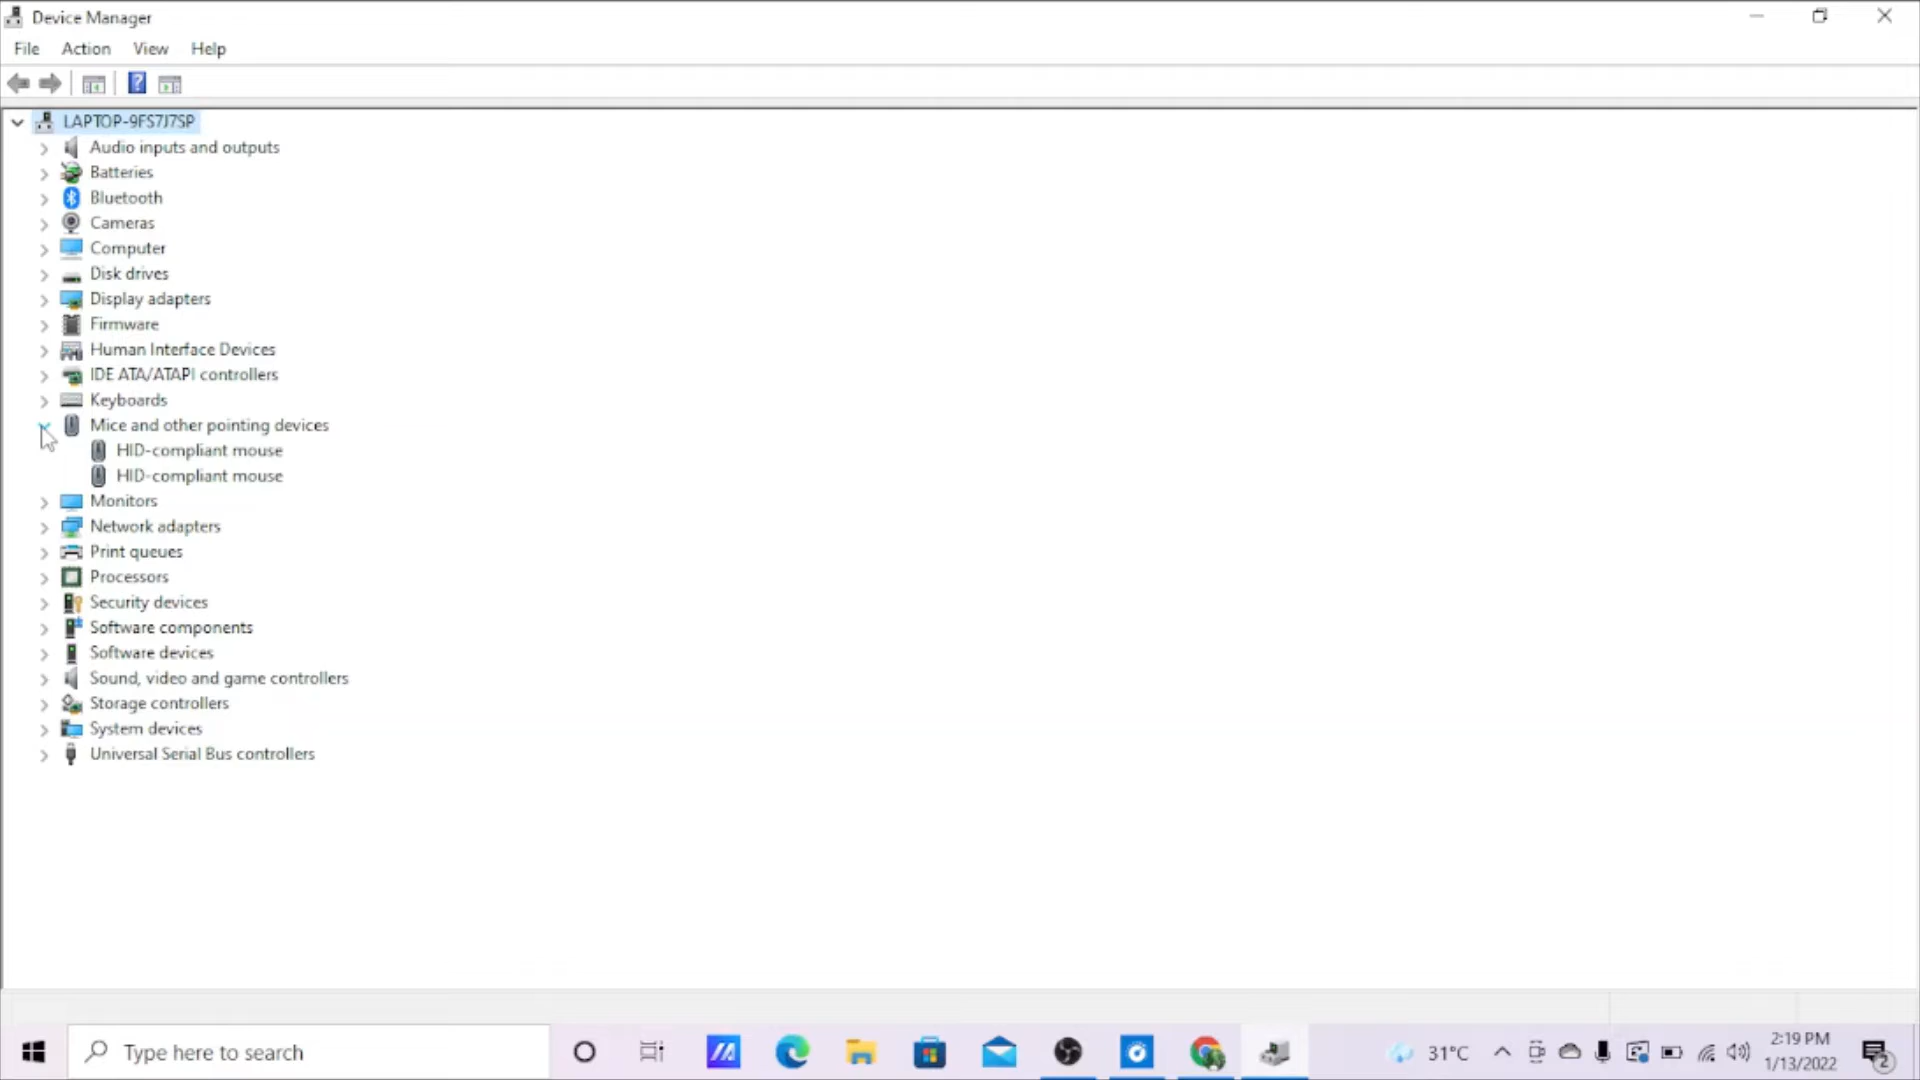 Device Manager
File Action View Help
LAPTOP-9FS7J7SP
Audio inputs and outputs
Batteries
Bluetooth
Cameras
Computer
Disk drives
Display adapters
Firmware
Human Interface Devices
IDE ATA/ATAPI controllers
Keyboards
Mice and other pointing devices
HID-compliant mouse
HID-compliant mouse
Monitors
Network adapters
Print queues
Processors
Security devices
Software components
Software devices
Sound, video and game controllers
Storage controllers
System devices
Universal Serial Bus controllers
Type here to search
31°C
2:19 PM
1/13/2022
2